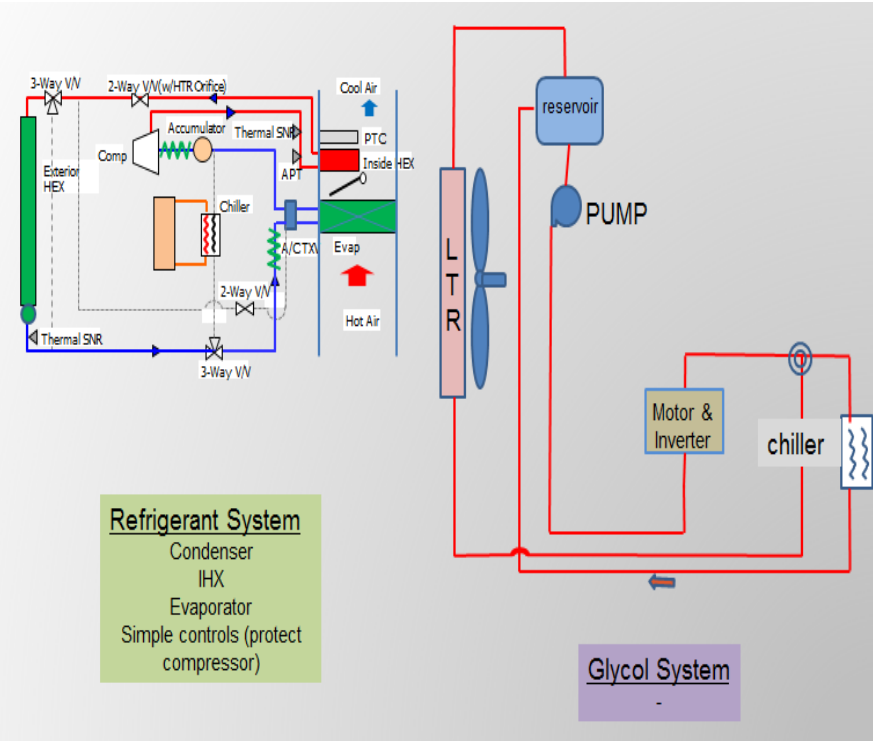 3-Way V/V
2-Way V/V(w/HTR Orifice)
Cool Air
Accumulator
Thermal SNR
PTC
Comp
Inside HEX
APT
Exterior
HEX
Chiller
A/CTXV
Evap
2-Way V/V
Hot Air
Thermal SNR
3-Way V/V
reservoir
PUMP
L
T
R
Motor &
Inverter
chiller
Refrigerant System
Condenser
IHX
Evaporator
Simple controls (protect
compressor)
Glycol System
-